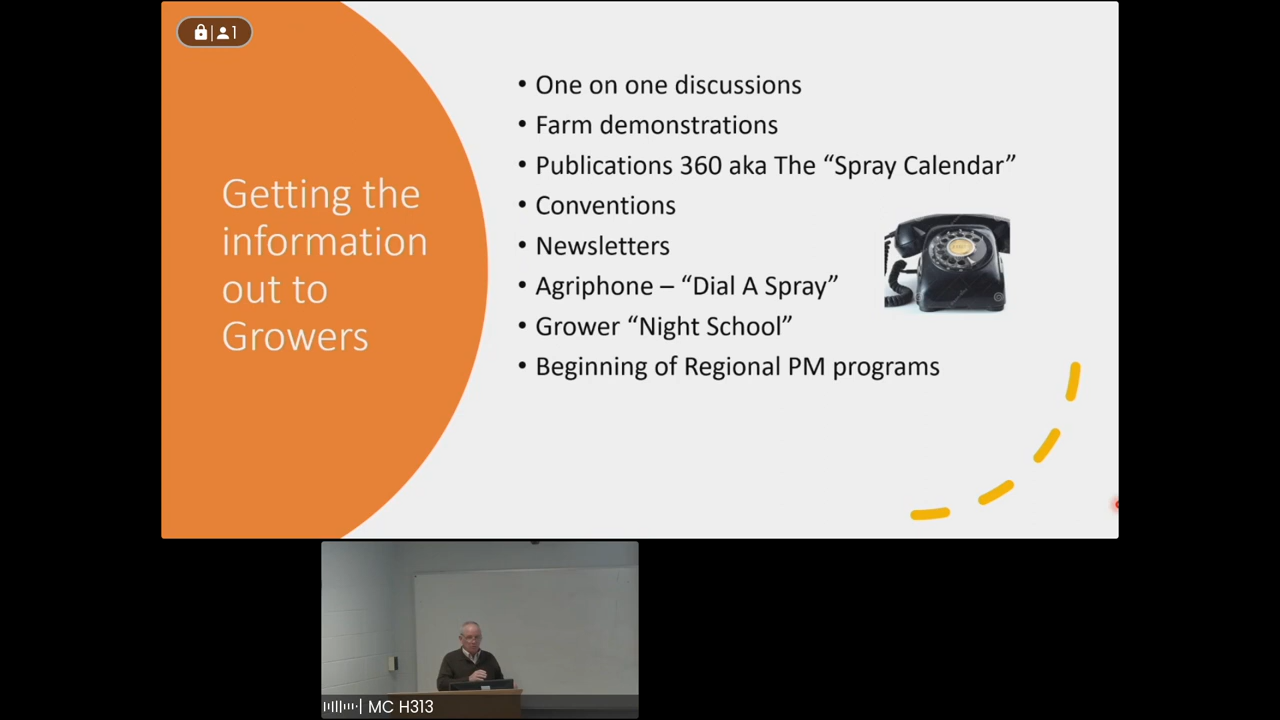 1
Getting the
information
out to
Growers
• One on one discussions
• Farm demonstrations
• Publications 360 aka The “Spray Calendar”
• Conventions
• Newsletters
• Agriphone – “Dial A Spray”
• Grower “Night School”
• Beginning of Regional PM programs
MC H313